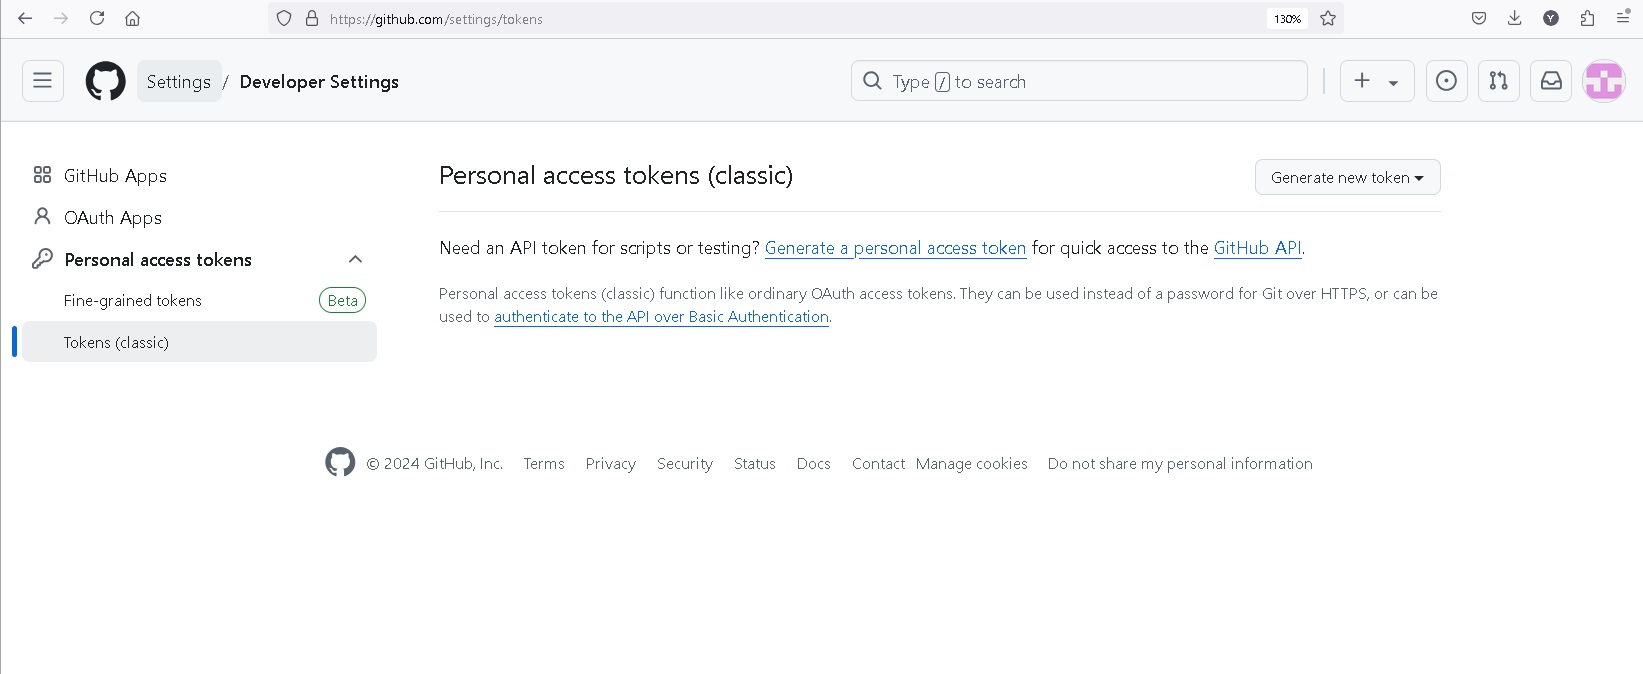 https://github.com/settings/tokens
130%
Y
Settings / Developer Settings
Type / to search
GitHub Apps
OAuth Apps
Personal access tokens
Fine-grained tokens
Beta
Tokens (classic)
Personal access tokens (classic)
Generate new token
Need an API token for scripts or testing? Generate a personal access token for quick access to the GitHub API.
Personal access tokens (classic) function like ordinary OAuth access tokens. They can be used instead of a password for Git over HTTPS, or can be
used to authenticate to the API over Basic Authentication.
© 2024 GitHub, Inc. Terms Privacy Security Status Docs Contact Manage cookies Do not share my personal information